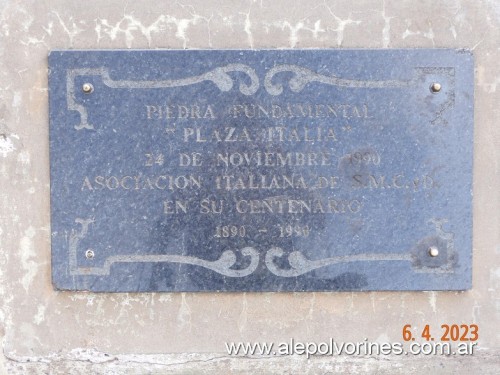 PIEDRA FUNDAMENTAL
"PLAZA ITALIA"
24 DE NOVIEMBRE 1990
ASOCIACION ITALIANA DE S.M.C. y D.
EN SU CENTENARIO
1890 - 1990
6. 4. 2023
www.alepolvorines.com.ar